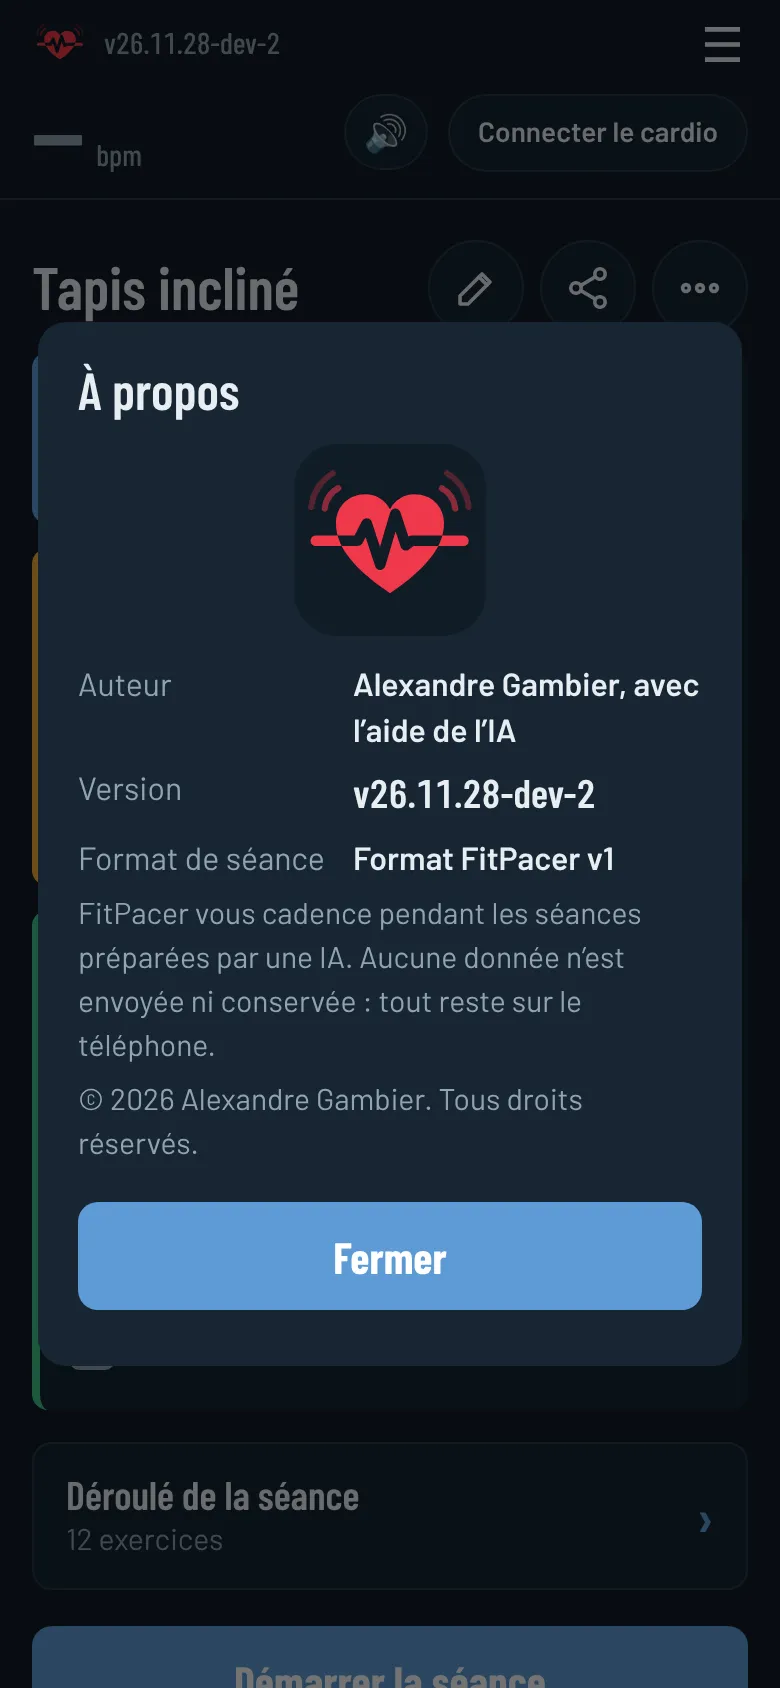 v26.11.28-dev-2
bpm
Connecter le cardio
Tapis incliné
À propos
Auteur
Alexandre Gambier, avec
l’aide de l’IA
Version
v26.11.28-dev-2
Format de séance
Format FitPacer v1
FitPacer vous cadence pendant les séances
préparées par une IA. Aucune donnée n’est
envoyée ni conservée : tout reste sur le
téléphone.
© 2026 Alexandre Gambier. Tous droits
réservés.
Fermer
Déroulé de la séance
12 exercices
Démarrer la séance